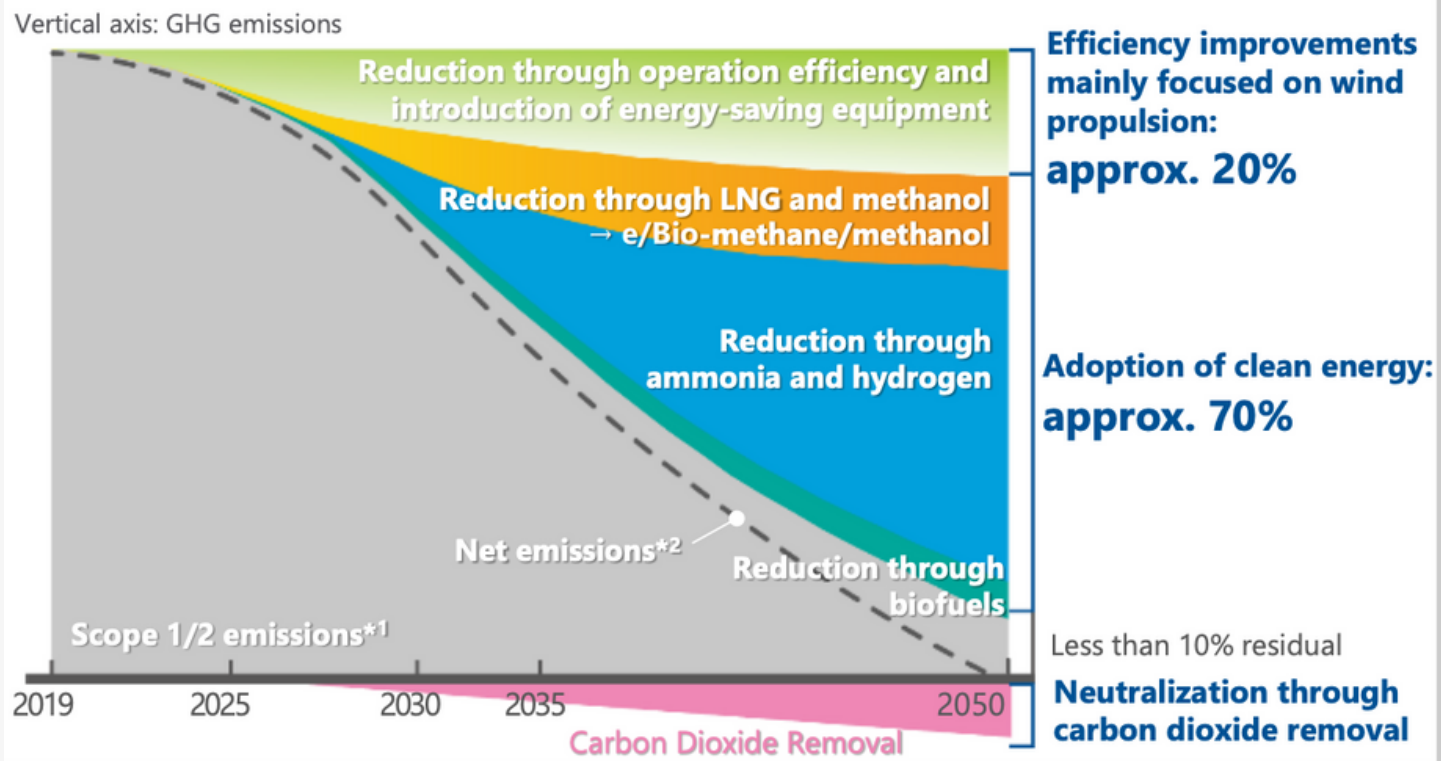 Vertical axis: GHG emissions
Reduction through operation efficiency and
introduction of energy-saving equipment
Efficiency improvements
mainly focused on wind
propulsion:
approx. 20%
Reduction through LNG and methanol
→ e/Bio-methane/methanol
Reduction through
ammonia and hydrogen
Adoption of clean energy:
approx. 70%
Net emissions*2
Reduction through
biofuels
Scope 1/2 emissions*1
Less than 10% residual
2019 2025 2030 2035 2050
Neutralization through
carbon dioxide removal
Carbon Dioxide Removal